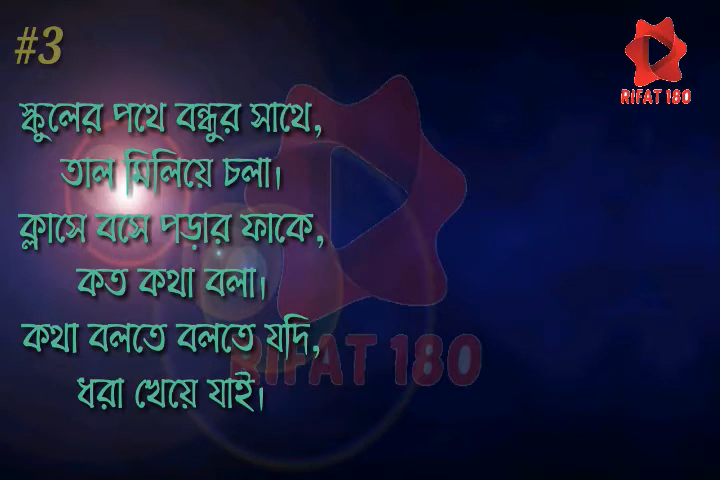 #3
RIFAT 180
স্কুলের পথে বন্ধুর সাথে,
তাল মিলিয়ে চলা।
ক্লাসে বসে পড়ার ফাকে,
কত কথা বলা।
কথা বলতে বলতে যদি,
ধরা খেয়ে যাই।
RIFAT 180